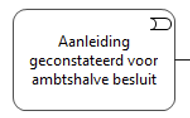 Aanleiding
geconstateerd voor
ambtshalve besluit